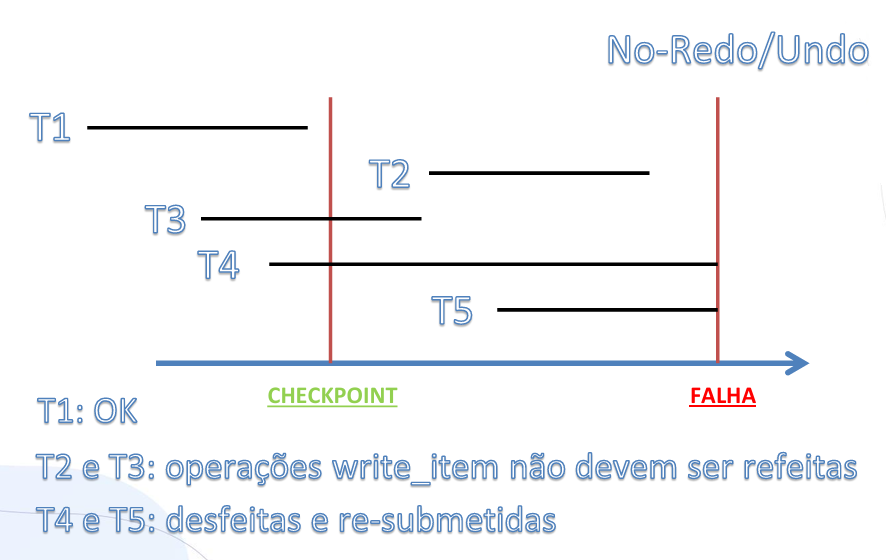 No-Redo/Undo
T1
T2
T3
T4
T5
CHECKPOINT
FALHA
T1: OK
T2 e T3: operações write_item não devem ser refeitas
T4 e T5: desfeitas e re-submetidas